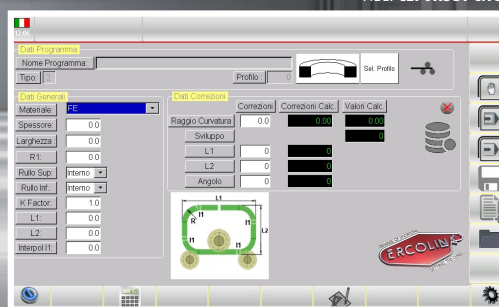 12:06
Dati Programma
Nome Programma:
Tipo: 2
Profilo: 0
Sel. Profilo
Dati Generali
Materiale: FE
Spessore: 0.0
Larghezza: 0.0
R1: 0.0
Rullo Sup: Interno
Rullo Inf.: Interno
K Factor: 1.0
L1: 0.0
L2: 0.0
Interpol l1: 0.0
Dati Correzioni
Correzioni Correzioni Calc. Valori Calc.
Raggio Curvatura 0.0 0.00 0.00
Sviluppo 0
L1 0 0
L2 0 0
Angolo 0 0
L1
R l1
L2
l1 l1
l1
ERCOLINA